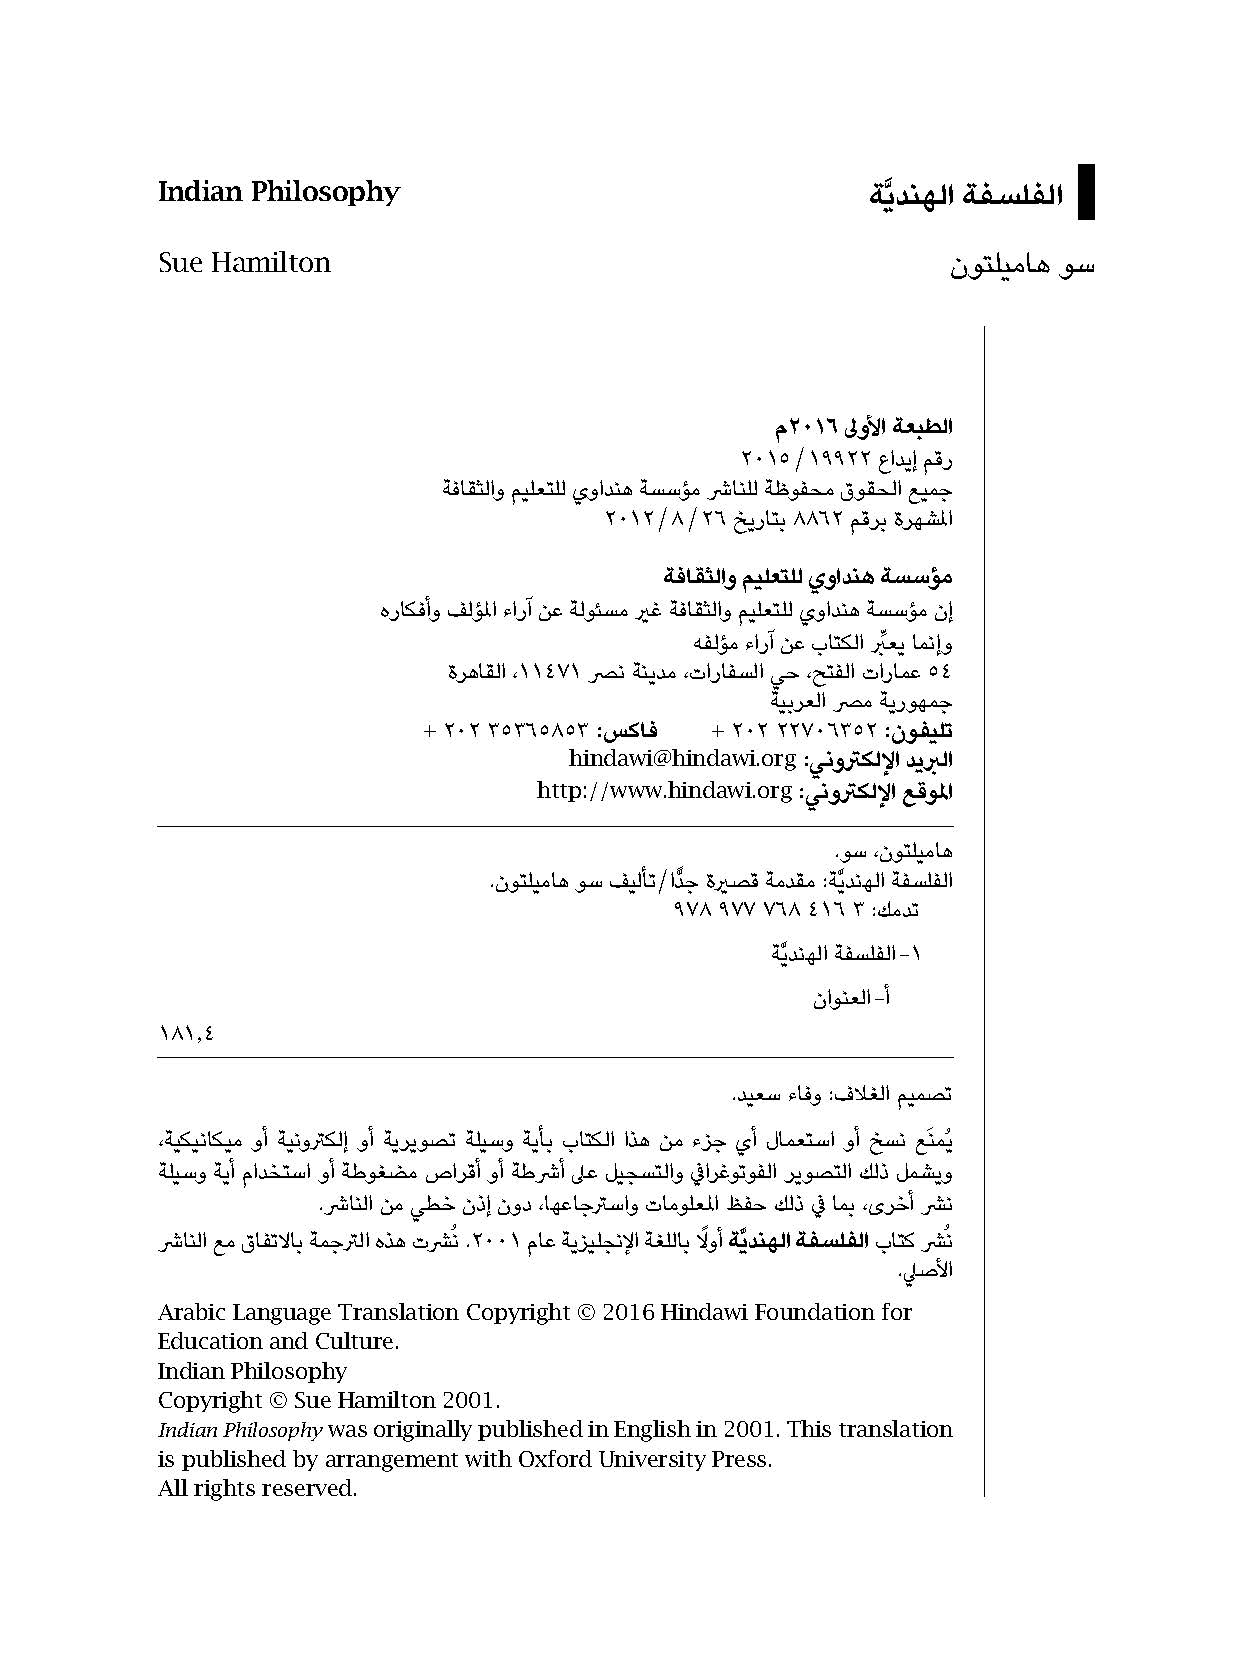 الفلسفة الهنديَّة
Indian Philosophy
سو هاميلتون
Sue Hamilton
الطبعة الأولى ٢٠١٦م
رقم إيداع ١٩٩٢٢ / ٢٠١٥
جميع الحقوق محفوظة للناشر مؤسسة هنداوي للتعليم والثقافة
المشهرة برقم ٨٨٦٢ بتاريخ ٢٦ / ٨ / ٢٠١٢
مؤسسة هنداوي للتعليم والثقافة
إن مؤسسة هنداوي للتعليم والثقافة غير مسئولة عن آراء المؤلف وأفكاره
وإنما يعبِّر الكتاب عن آراء مؤلفه
٥٤ عمارات الفتح، حي السفارات، مدينة نصر ١١٤٧١، القاهرة
جمهورية مصر العربية
تليفون: ٢٢٧٠٦٣٥٢ ٢٠٢ + فاكس: ٣٥٣٦٥٨٥٣ ٢٠٢ +
البريد الإلكتروني: hindawi@hindawi.org
الموقع الإلكتروني: http://www.hindawi.org
هاميلتون، سو.
الفلسفة الهنديَّة: مقدمة قصيرة جدًّا/تأليف سو هاميلتون.
تدمك: ٣ ٤١٦ ٧٦٨ ٩٧٧ ٩٧٨
١- الفلسفة الهنديَّة
أ- العنوان
١٨١,٤
تصميم الغلاف: وفاء سعيد.
يُمنَع نسخ أو استعمال أي جزء من هذا الكتاب بأية وسيلة تصويرية أو إلكترونية أو ميكانيكية،
ويشمل ذلك التصوير الفوتوغرافي والتسجيل على أشرطة أو أقراص مضغوطة أو استخدام أية وسيلة
نشر أخرى، بما في ذلك حفظ المعلومات واسترجاعها، دون إذن خطي من الناشر.
نُشر كتاب الفلسفة الهنديَّة أولًا باللغة الإنجليزية عام ٢٠٠١. نُشرت هذه الترجمة بالاتفاق مع الناشر
الأصلي.
Arabic Language Translation Copyright © 2016 Hindawi Foundation for
Education and Culture.
Indian Philosophy
Copyright © Sue Hamilton 2001.
Indian Philosophy was originally published in English in 2001. This translation
is published by arrangement with Oxford University Press.
All rights reserved.